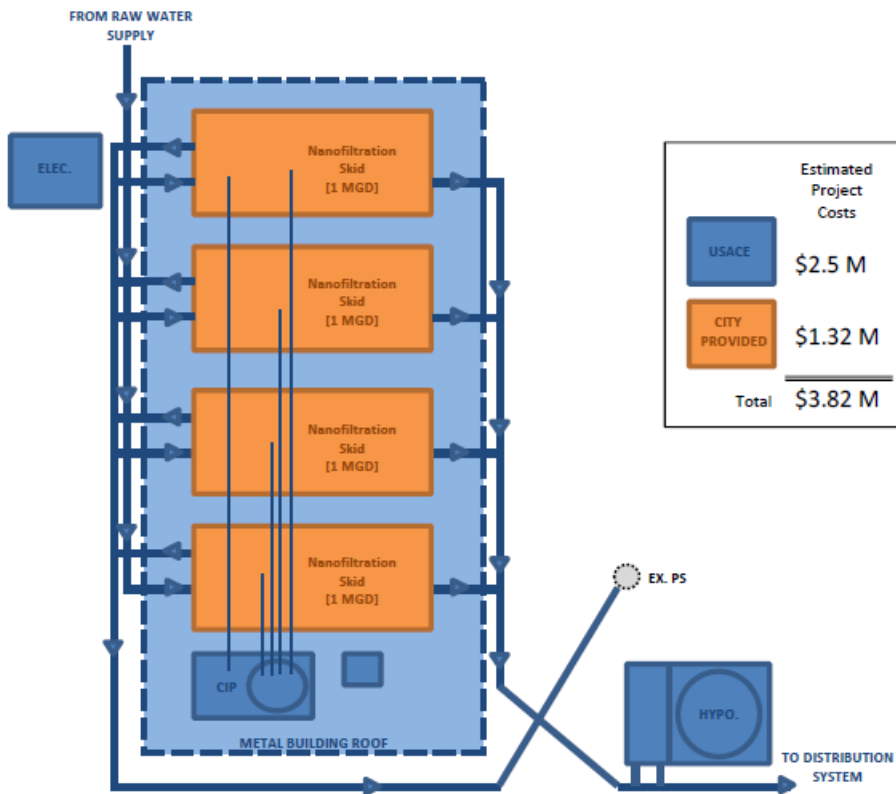 FROM RAW WATER
SUPPLY
ELEC.
Nanofiltration
Skid
[1 MGD]
Nanofiltration
Skid
[1 MGD]
Nanofiltration
Skid
[1 MGD]
Nanofiltration
Skid
[1 MGD]
CIP
METAL BUILDING ROOF
Estimated
Project
Costs
USACE
$2.5 M
CITY
PROVIDED
$1.32 M
Total $3.82 M
EX. PS
HYPO.
TO DISTRIBUTION
SYSTEM